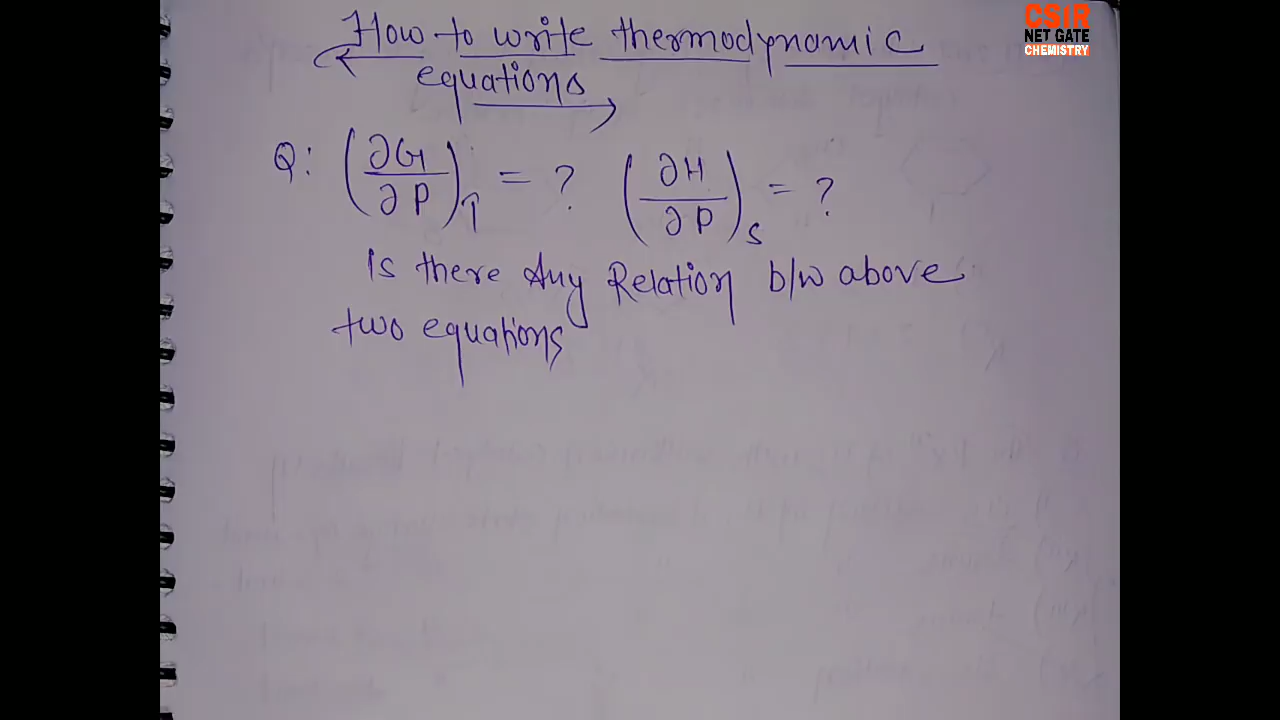 CSIR
NET GATE
CHEMISTRY
How to write thermodynamic
equations
Q: (∂G/∂P)_T = ? (∂H/∂P)_S = ?
Is there Any Relation b/w above
two equations